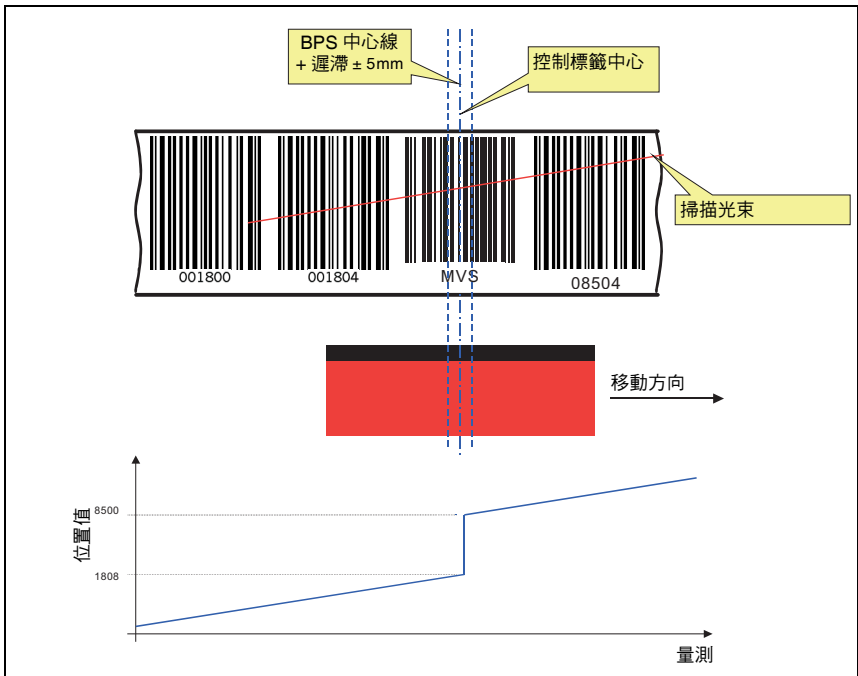 BPS 中心線
+ 遲滯 ± 5mm
控制標籤中心
掃描光束
001800
001804
MVS
08504
移動方向
位置值
8500
1808
量測